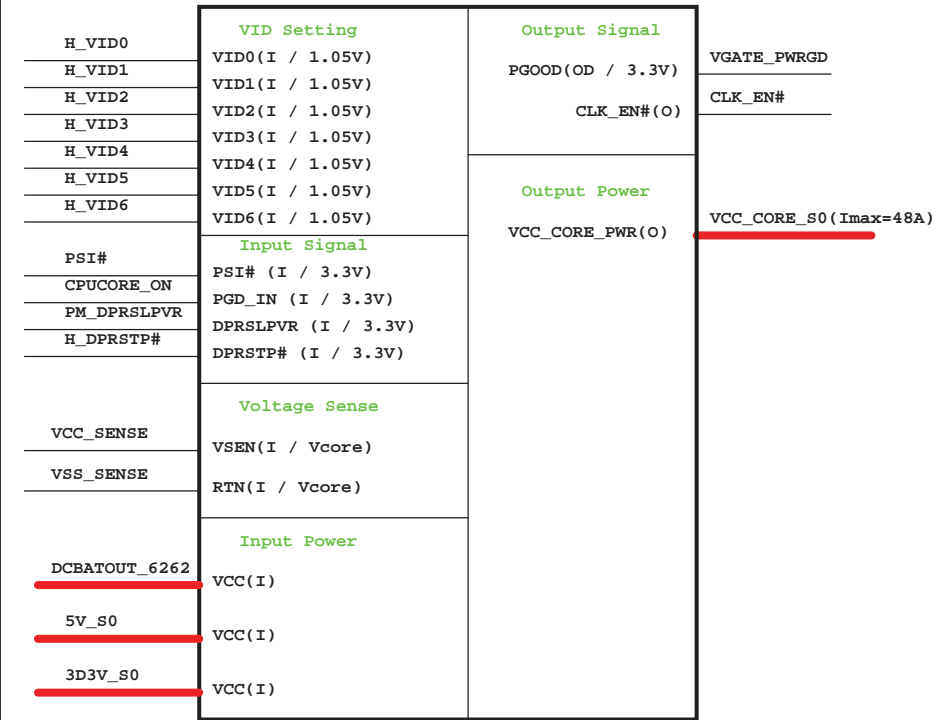 VID Setting
H_VID0
VID0(I / 1.05V)
H_VID1
VID1(I / 1.05V)
H_VID2
VID2(I / 1.05V)
H_VID3
VID3(I / 1.05V)
H_VID4
VID4(I / 1.05V)
H_VID5
VID5(I / 1.05V)
H_VID6
VID6(I / 1.05V)
Input Signal
PSI#
PSI# (I / 3.3V)
CPUCORE_ON
PGD_IN (I / 3.3V)
PM_DPRSLPVR
DPRSLPVR (I / 3.3V)
H_DPRSTP#
DPRSTP# (I / 3.3V)
Voltage Sense
VCC_SENSE
VSEN(I / Vcore)
VSS_SENSE
RTN(I / Vcore)
Input Power
DCBATOUT_6262
VCC(I)
5V_S0
VCC(I)
3D3V_S0
VCC(I)
Output Signal
PGOOD(OD / 3.3V)
VGATE_PWRGD
CLK_EN#(O)
CLK_EN#
Output Power
VCC_CORE_PWR(O)
VCC_CORE_S0(Imax=48A)